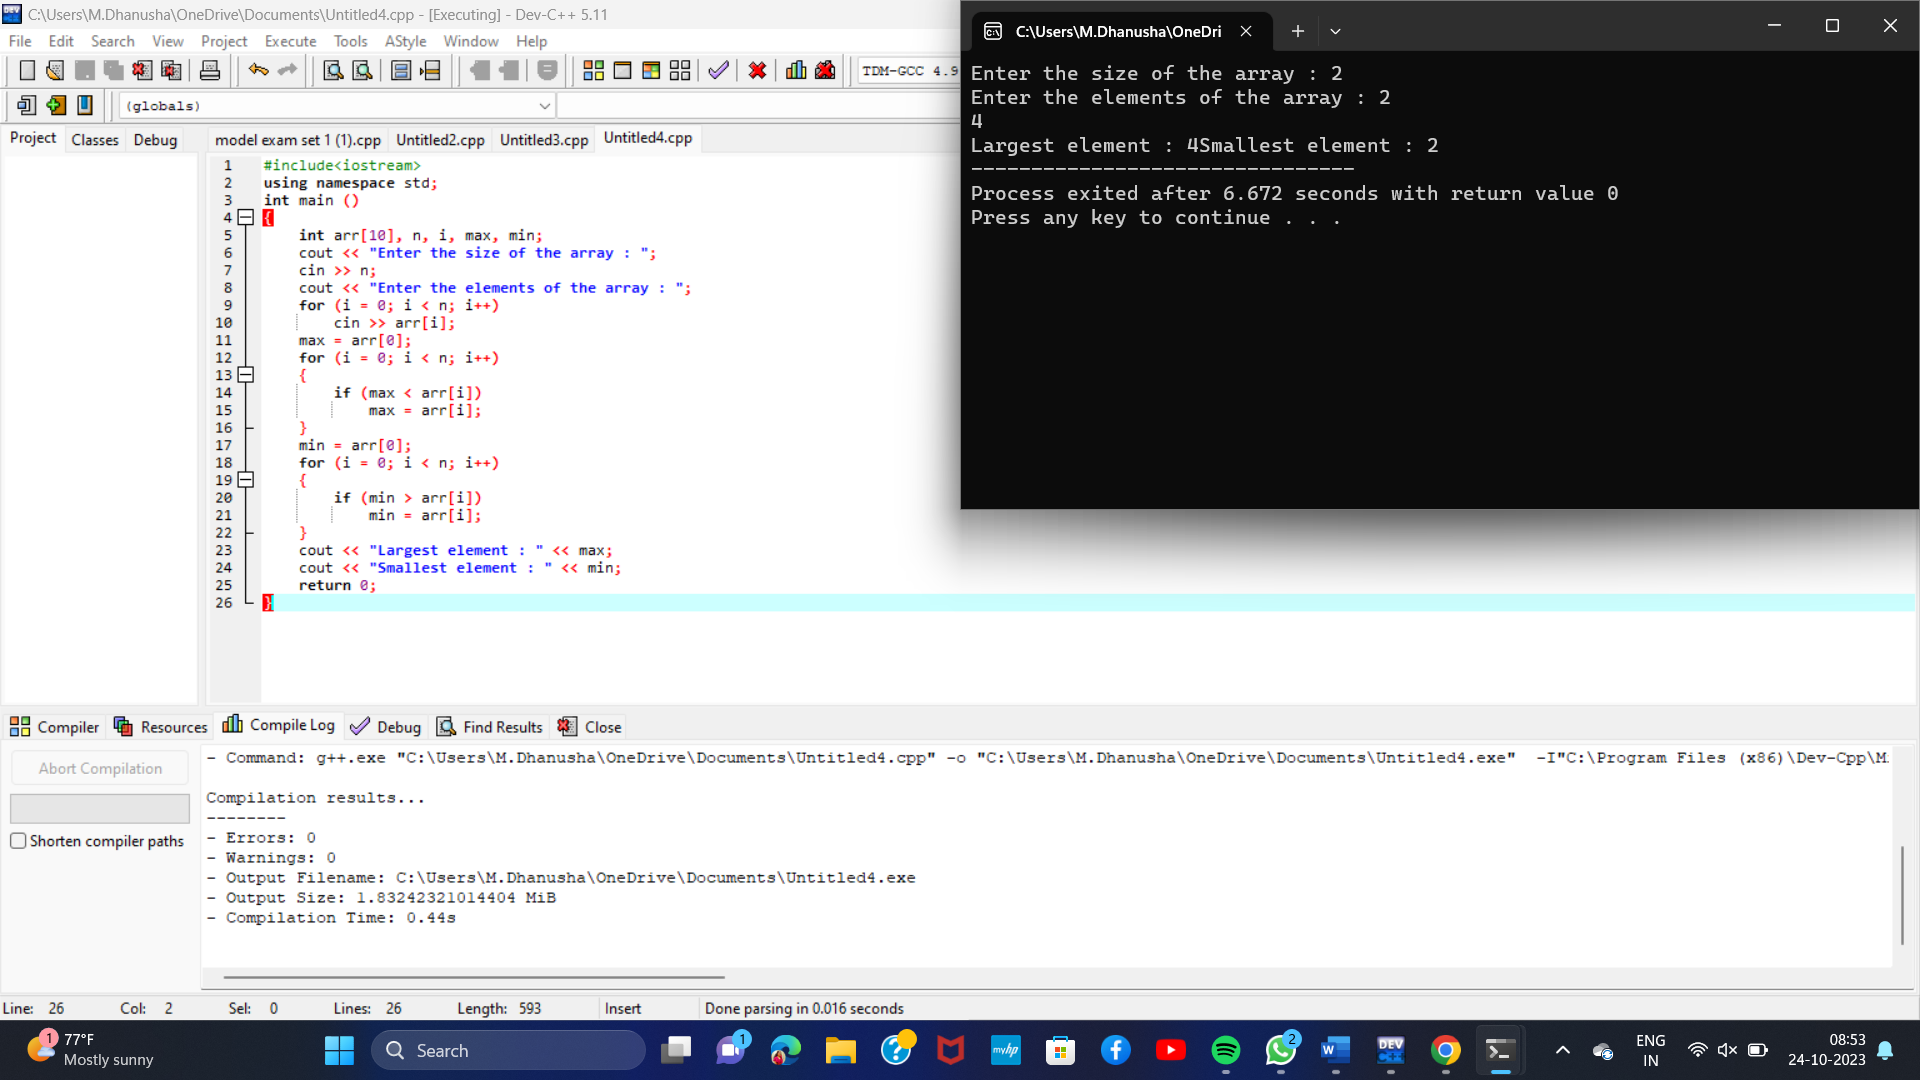 C:\Users\M.Dhanusha\OneDrive\Documents\Untitled4.cpp - [Executing] - Dev-C++ 5.11
File Edit Search View Project Execute Tools AStyle Window Help
TDM-GCC 4.9
(globals)
Project Classes Debug
model exam set 1 (1).cpp Untitled2.cpp Untitled3.cpp Untitled4.cpp
1 #include<iostream>
2 using namespace std;
3 int main ()
4 {
5 int arr[10], n, i, max, min;
6 cout << "Enter the size of the array : ";
7 cin >> n;
8 cout << "Enter the elements of the array : ";
9 for (i = 0; i < n; i++)
10 cin >> arr[i];
11 max = arr[0];
12 for (i = 0; i < n; i++)
13 {
14 if (max < arr[i])
15 max = arr[i];
16 }
17 min = arr[0];
18 for (i = 0; i < n; i++)
19 {
20 if (min > arr[i])
21 min = arr[i];
22 }
23 cout << "Largest element : " << max;
24 cout << "Smallest element : " << min;
25 return 0;
26 }
C:\Users\M.Dhanusha\OneDri
Enter the size of the array : 2
Enter the elements of the array : 2
4
Largest element : 4Smallest element : 2
--------------------------------
Process exited after 6.672 seconds with return value 0
Press any key to continue . . .
Compiler Resources Compile Log Debug Find Results Close
Abort Compilation
Shorten compiler paths
- Command: g++.exe "C:\Users\M.Dhanusha\OneDrive\Documents\Untitled4.cpp" -o "C:\Users\M.Dhanusha\OneDrive\Documents\Untitled4.exe" -I"C:\Program Files (x86)\Dev-Cpp\M
Compilation results...
--------
- Errors: 0
- Warnings: 0
- Output Filename: C:\Users\M.Dhanusha\OneDrive\Documents\Untitled4.exe
- Output Size: 1.83242321014404 MiB
- Compilation Time: 0.44s
Line: 26 Col: 2 Sel: 0 Lines: 26 Length: 593 Insert Done parsing in 0.016 seconds
1
77°F
Mostly sunny
Search
1
myhp
2
W
DEV
C++
ENG
IN
08:53
24-10-2023